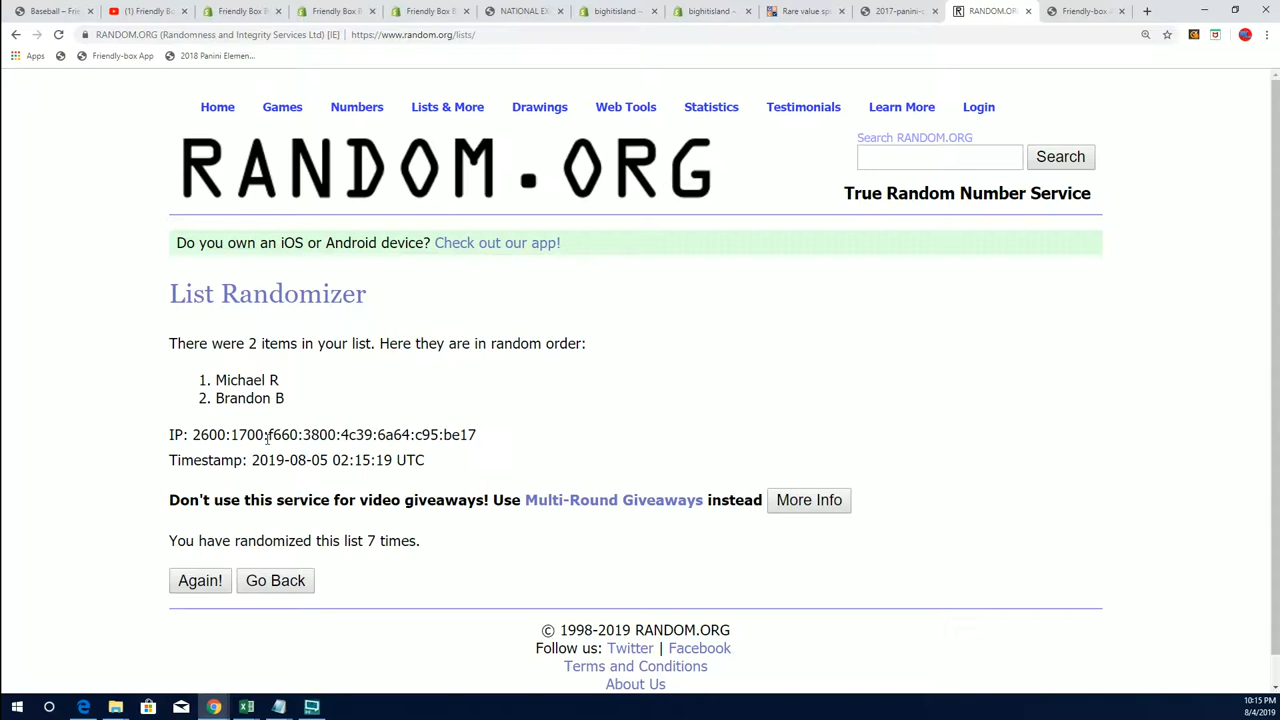 Baseball – Fri
(1) Friendly Bo
Friendly Box B
Friendly Box B
Friendly Box B
NATIONAL EX
bighitisland –
bighitisland –
Rare value sp
2017-panini-s
RANDOM.OR
Friendly-box A
RANDOM.ORG (Randomness and Integrity Services Ltd) [IE] | https://www.random.org/lists/
Apps
Friendly-box App
2018 Panini Elemen...
Home Games Numbers Lists & More Drawings Web Tools Statistics Testimonials Learn More Login
RANDOM.ORG
Search RANDOM.ORG
Search
True Random Number Service
Do you own an iOS or Android device? Check out our app!
List Randomizer
There were 2 items in your list. Here they are in random order:
1. Michael R
2. Brandon B
IP: 2600:1700:f660:3800:4c39:6a64:c95:be17
Timestamp: 2019-08-05 02:15:19 UTC
Don't use this service for video giveaways! Use Multi-Round Giveaways instead More Info
You have randomized this list 7 times.
Again! Go Back
© 1998-2019 RANDOM.ORG
Follow us: Twitter | Facebook
Terms and Conditions
About Us
10:15 PM
8/4/2019